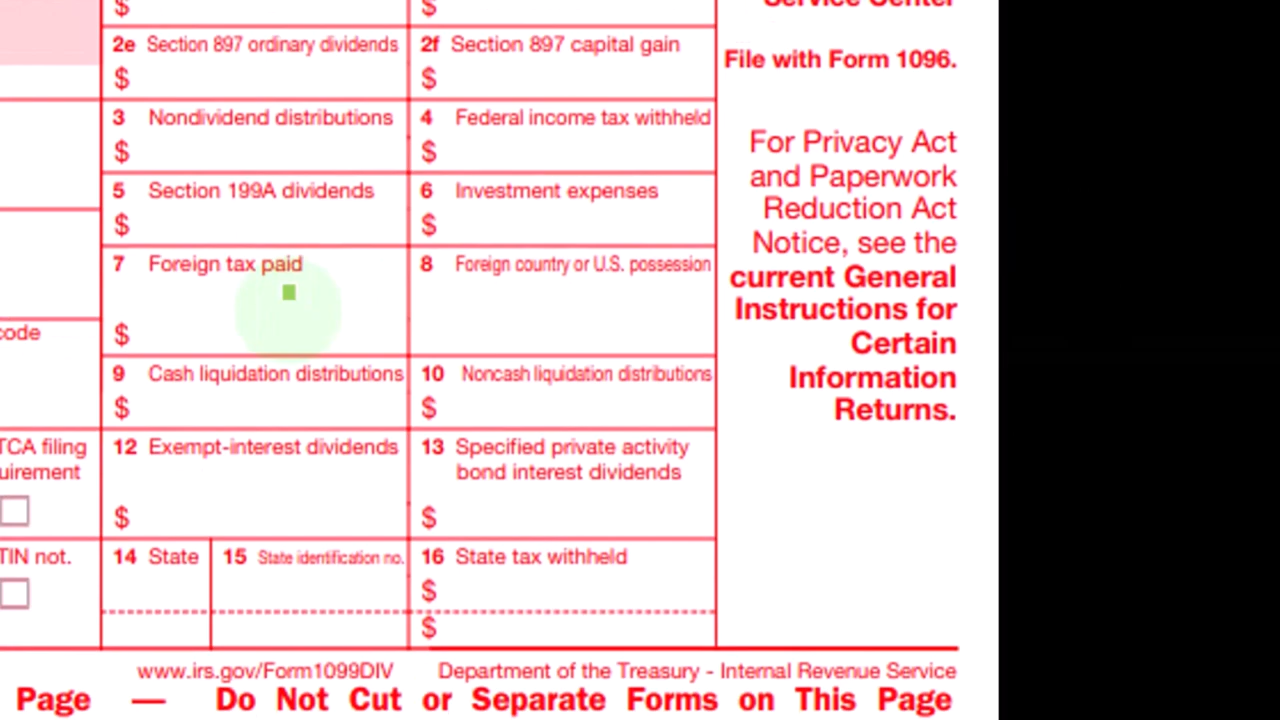 $ $ Service Center
2e Section 897 ordinary dividends 2f Section 897 capital gain
$ $
File with Form 1096.
3 Nondividend distributions 4 Federal income tax withheld
$ $
5 Section 199A dividends 6 Investment expenses
$ $
7 Foreign tax paid 8 Foreign country or U.S. possession
$
9 Cash liquidation distributions 10 Noncash liquidation distributions
$ $
12 Exempt-interest dividends 13 Specified private activity
bond interest dividends
$ $
14 State 15 State identification no. 16 State tax withheld
$
$
For Privacy Act
and Paperwork
Reduction Act
Notice, see the
current General
Instructions for
Certain
Information
Returns.
code
TCA filing
uirement
TIN not.
www.irs.gov/Form1099DIV Department of the Treasury - Internal Revenue Service
Page — Do Not Cut or Separate Forms on This Page